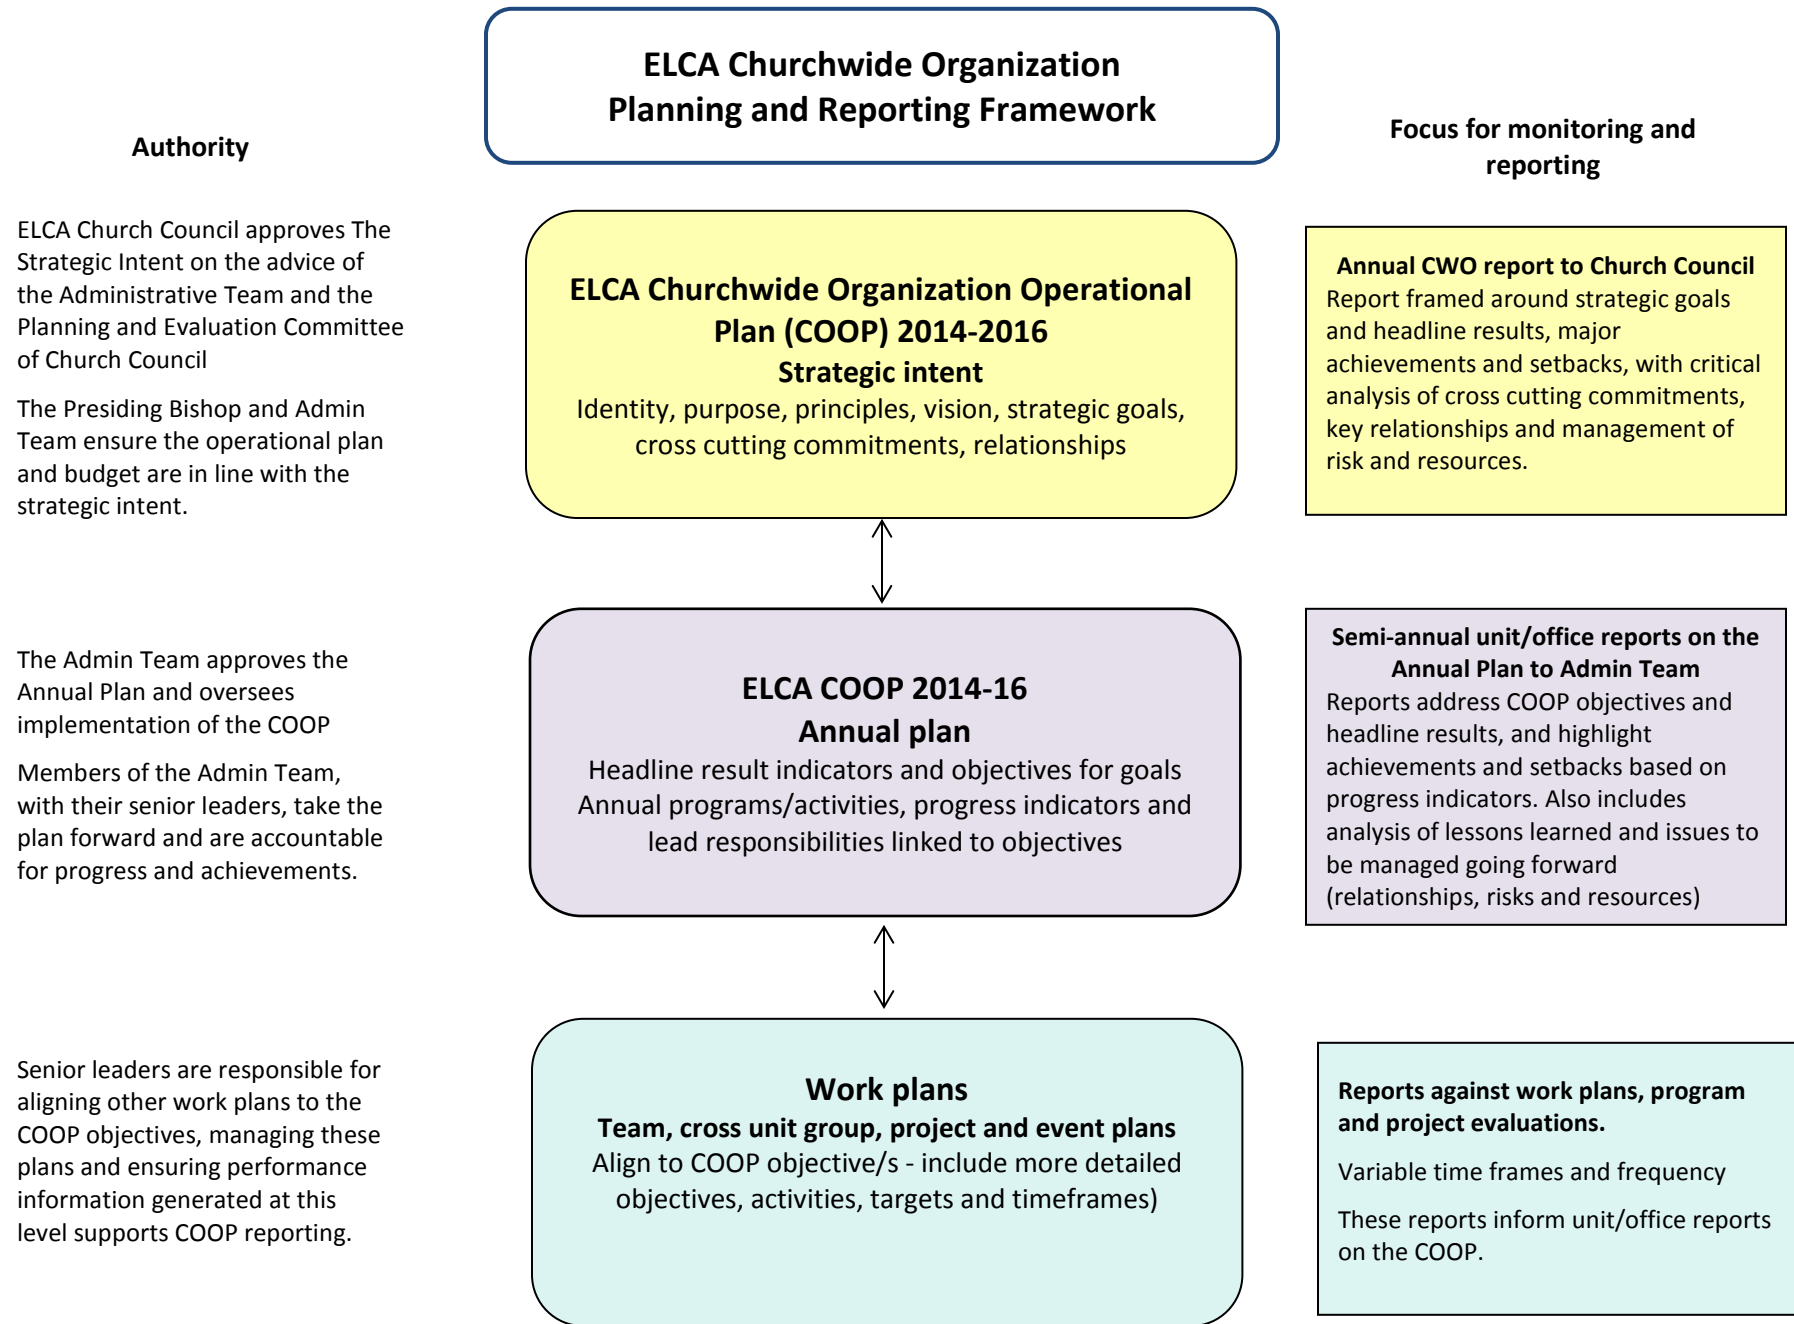 ELCA Churchwide Organization
Planning and Reporting Framework
Authority
Focus for monitoring and
reporting
ELCA Church Council approves The
Strategic Intent on the advice of
the Administrative Team and the
Planning and Evaluation Committee
of Church Council
The Presiding Bishop and Admin
Team ensure the operational plan
and budget are in line with the
strategic intent.
ELCA Churchwide Organization Operational
Plan (COOP) 2014-2016
Strategic intent
Identity, purpose, principles, vision, strategic goals,
cross cutting commitments, relationships
Annual CWO report to Church Council
Report framed around strategic goals
and headline results, major
achievements and setbacks, with critical
analysis of cross cutting commitments,
key relationships and management of
risk and resources.
The Admin Team approves the
Annual Plan and oversees
implementation of the COOP
Members of the Admin Team,
with their senior leaders, take the
plan forward and are accountable
for progress and achievements.
ELCA COOP 2014-16
Annual plan
Headline result indicators and objectives for goals
Annual programs/activities, progress indicators and
lead responsibilities linked to objectives
Semi-annual unit/office reports on the
Annual Plan to Admin Team
Reports address COOP objectives and
headline results, and highlight
achievements and setbacks based on
progress indicators. Also includes
analysis of lessons learned and issues to
be managed going forward
(relationships, risks and resources)
Senior leaders are responsible for
aligning other work plans to the
COOP objectives, managing these
plans and ensuring performance
information generated at this
level supports COOP reporting.
Work plans
Team, cross unit group, project and event plans
Align to COOP objective/s - include more detailed
objectives, activities, targets and timeframes)
Reports against work plans, program
and project evaluations.
Variable time frames and frequency
These reports inform unit/office reports
on the COOP.